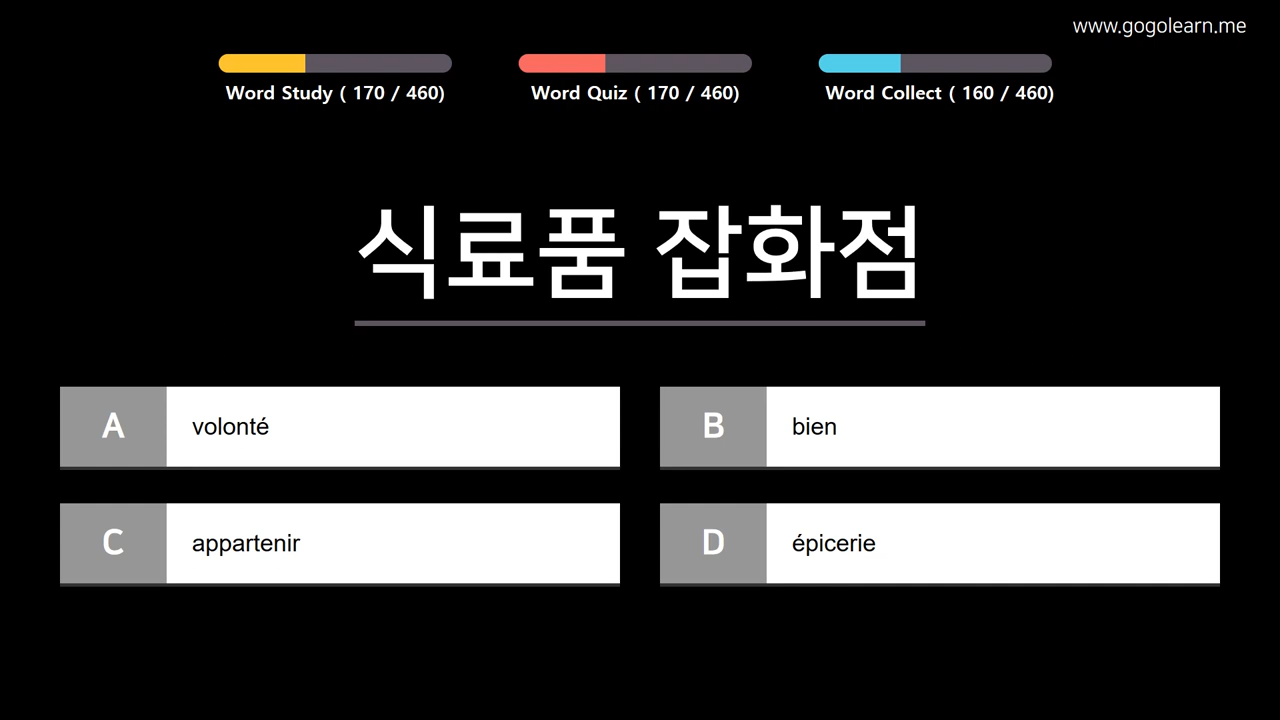 www.gogolearn.me
Word Study ( 170 / 460)
Word Quiz ( 170 / 460)
Word Collect ( 160 / 460)
식료품 잡화점
A volonté
B bien
C appartenir
D épicerie